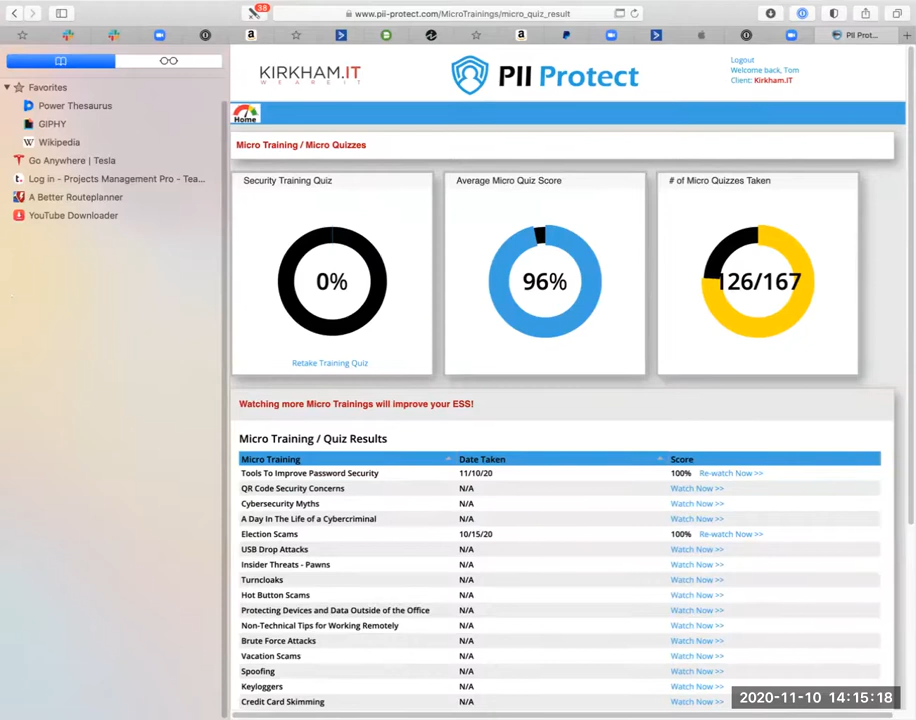 38
www.pii-protect.com/MicroTrainings/micro_quiz_result
PII Prot...
Favorites
Power Thesaurus
GIPHY
Wikipedia
Go Anywhere | Tesla
Log in - Projects Management Pro - Tea...
A Better Routeplanner
YouTube Downloader
KIRKHAM.IT
WE ARE IT
PII Protect
Logout
Welcome back, Tom
Client: Kirkham.IT
Home
Micro Training / Micro Quizzes
Security Training Quiz
Average Micro Quiz Score
# of Micro Quizzes Taken
0%
96%
126/167
Retake Training Quiz
Watching more Micro Trainings will improve your ESS!
Micro Training / Quiz Results
Micro Training Date Taken Score
Tools To Improve Password Security 11/10/20 100% Re-watch Now >>
QR Code Security Concerns N/A Watch Now >>
Cybersecurity Myths N/A Watch Now >>
A Day In The Life of a Cybercriminal N/A Watch Now >>
Election Scams 10/15/20 100% Re-watch Now >>
USB Drop Attacks N/A Watch Now >>
Insider Threats - Pawns N/A Watch Now >>
Turncloaks N/A Watch Now >>
Hot Button Scams N/A Watch Now >>
Protecting Devices and Data Outside of the Office N/A Watch Now >>
Non-Technical Tips for Working Remotely N/A Watch Now >>
Brute Force Attacks N/A Watch Now >>
Vacation Scams N/A Watch Now >>
Spoofing N/A Watch Now >>
Keyloggers N/A Watch Now >>
Credit Card Skimming N/A Watch Now >>
2020-11-10 14:15:18